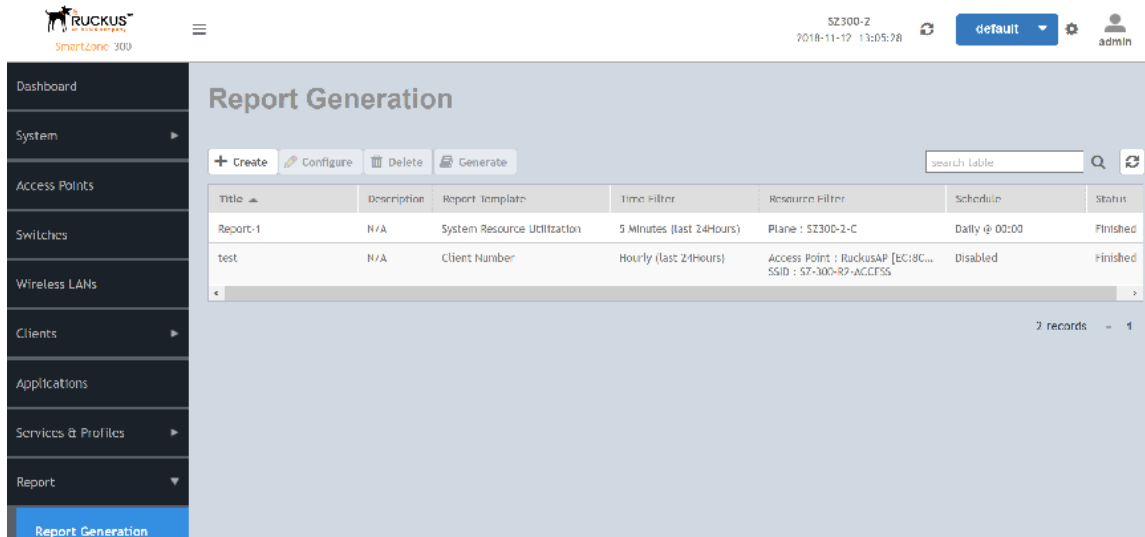 RUCKUS™
SmartZone 300
SZ300-2
2018-11-12 13:05:28
default
admin
Dashboard
System
Access Points
Switches
Wireless LANs
Clients
Applications
Services & Profiles
Report
Report Generation
Report Generation
Create Configure Delete Generate
search table
Title Description Report Template Time Filter Resource Filter Schedule Status
Report-1 N/A System Resource Utilization 5 Minutes (last 24Hours) Plane : SZ300-2-C Daily @ 00:00 Finished
test N/A Client Number Hourly (last 24Hours) Access Point : RuckusAP [EC:8C... Disabled Finished
SSID : SZ-300-R2-ACCESS
2 records 1